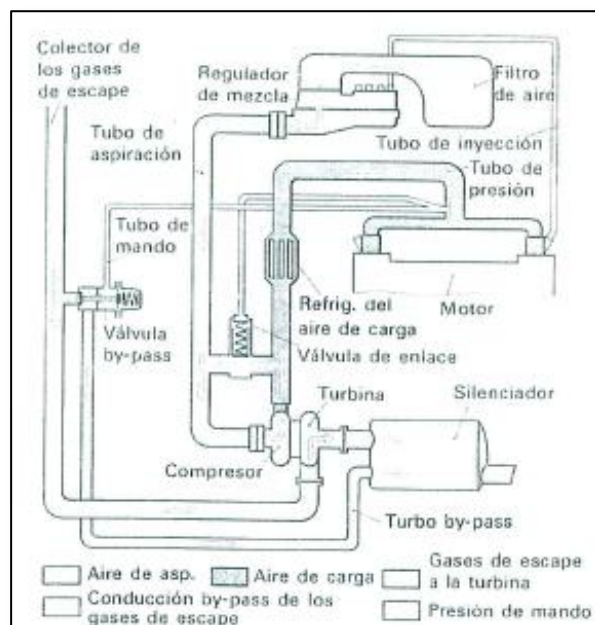 Colector de
los gases
de escape
Regulador
de mezcla
Filtro
de aire
Tubo de
aspiración
Tubo de
inyección
Tubo de
presión
Tubo de
mando
Válvula
by-pass
Refrig. del
aire de carga
Motor
Válvula de enlace
Turbina
Silenciador
Compresor
Turbo by-pass
Aire de asp.
Aire de carga
Gases de escape
a la turbina
Conducción by-pass de los
gases de escape
Presión de mando